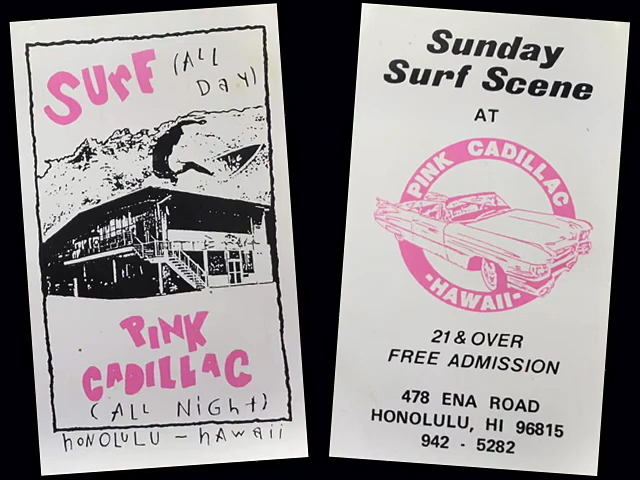 SURF (ALL
DAY)
PINK
CADILLAC
(ALL NIGHT)
hONOLULU – hAWAii
Sunday
Surf Scene
AT
PINK CADILLAC
-HAWAII-
21 & OVER
FREE ADMISSION
478 ENA ROAD
HONOLULU, HI 96815
942 - 5282